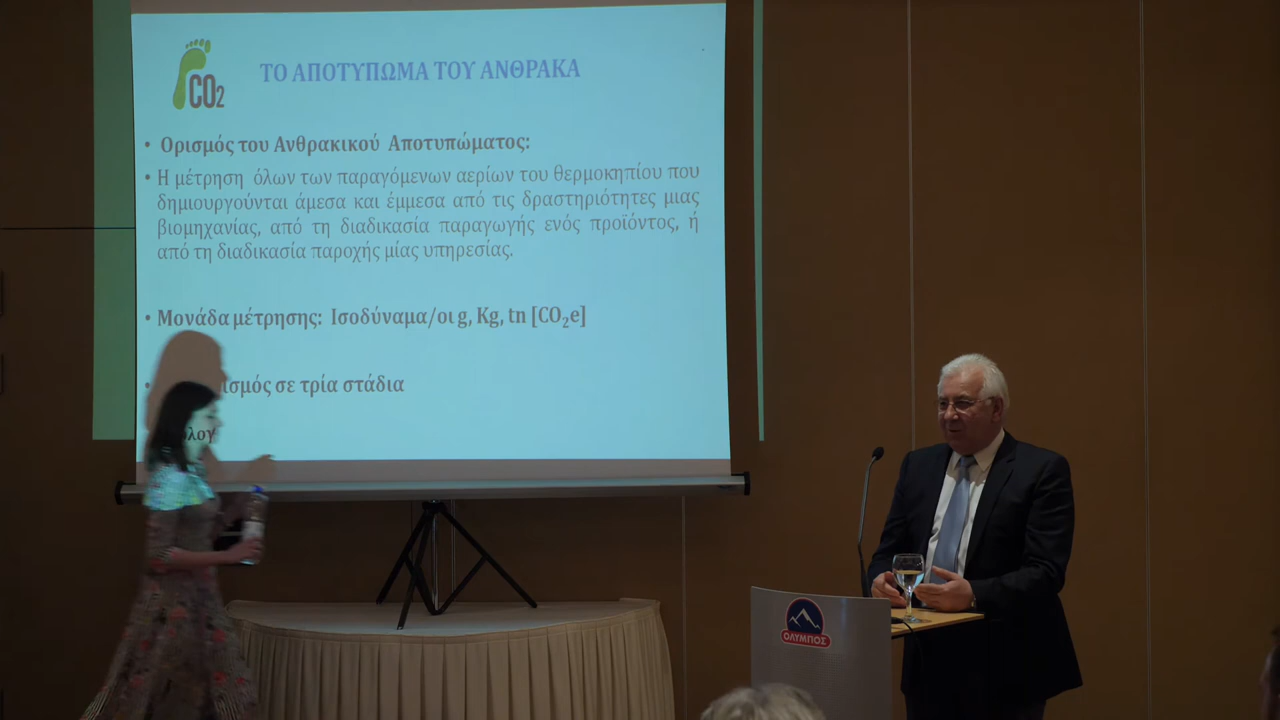 CO2
ΤΟ ΑΠΟΤΥΠΩΜΑ ΤΟΥ ΑΝΘΡΑΚΑ
• Ορισμός του Ανθρακικού Αποτυπώματος:
• Η μέτρηση όλων των παραγόμενων αερίων του θερμοκηπίου που
δημιουργούνται άμεσα και έμμεσα από τις δραστηριότητες μιας
βιομηχανίας, από τη διαδικασία παραγωγής ενός προϊόντος, ή
από τη διαδικασία παροχής μίας υπηρεσίας.
• Μονάδα μέτρησης: Ισοδύναμα/οι g, Kg, tn [CO₂e]
σε τρία στάδια
ΟΛΥΜΠΟΣ